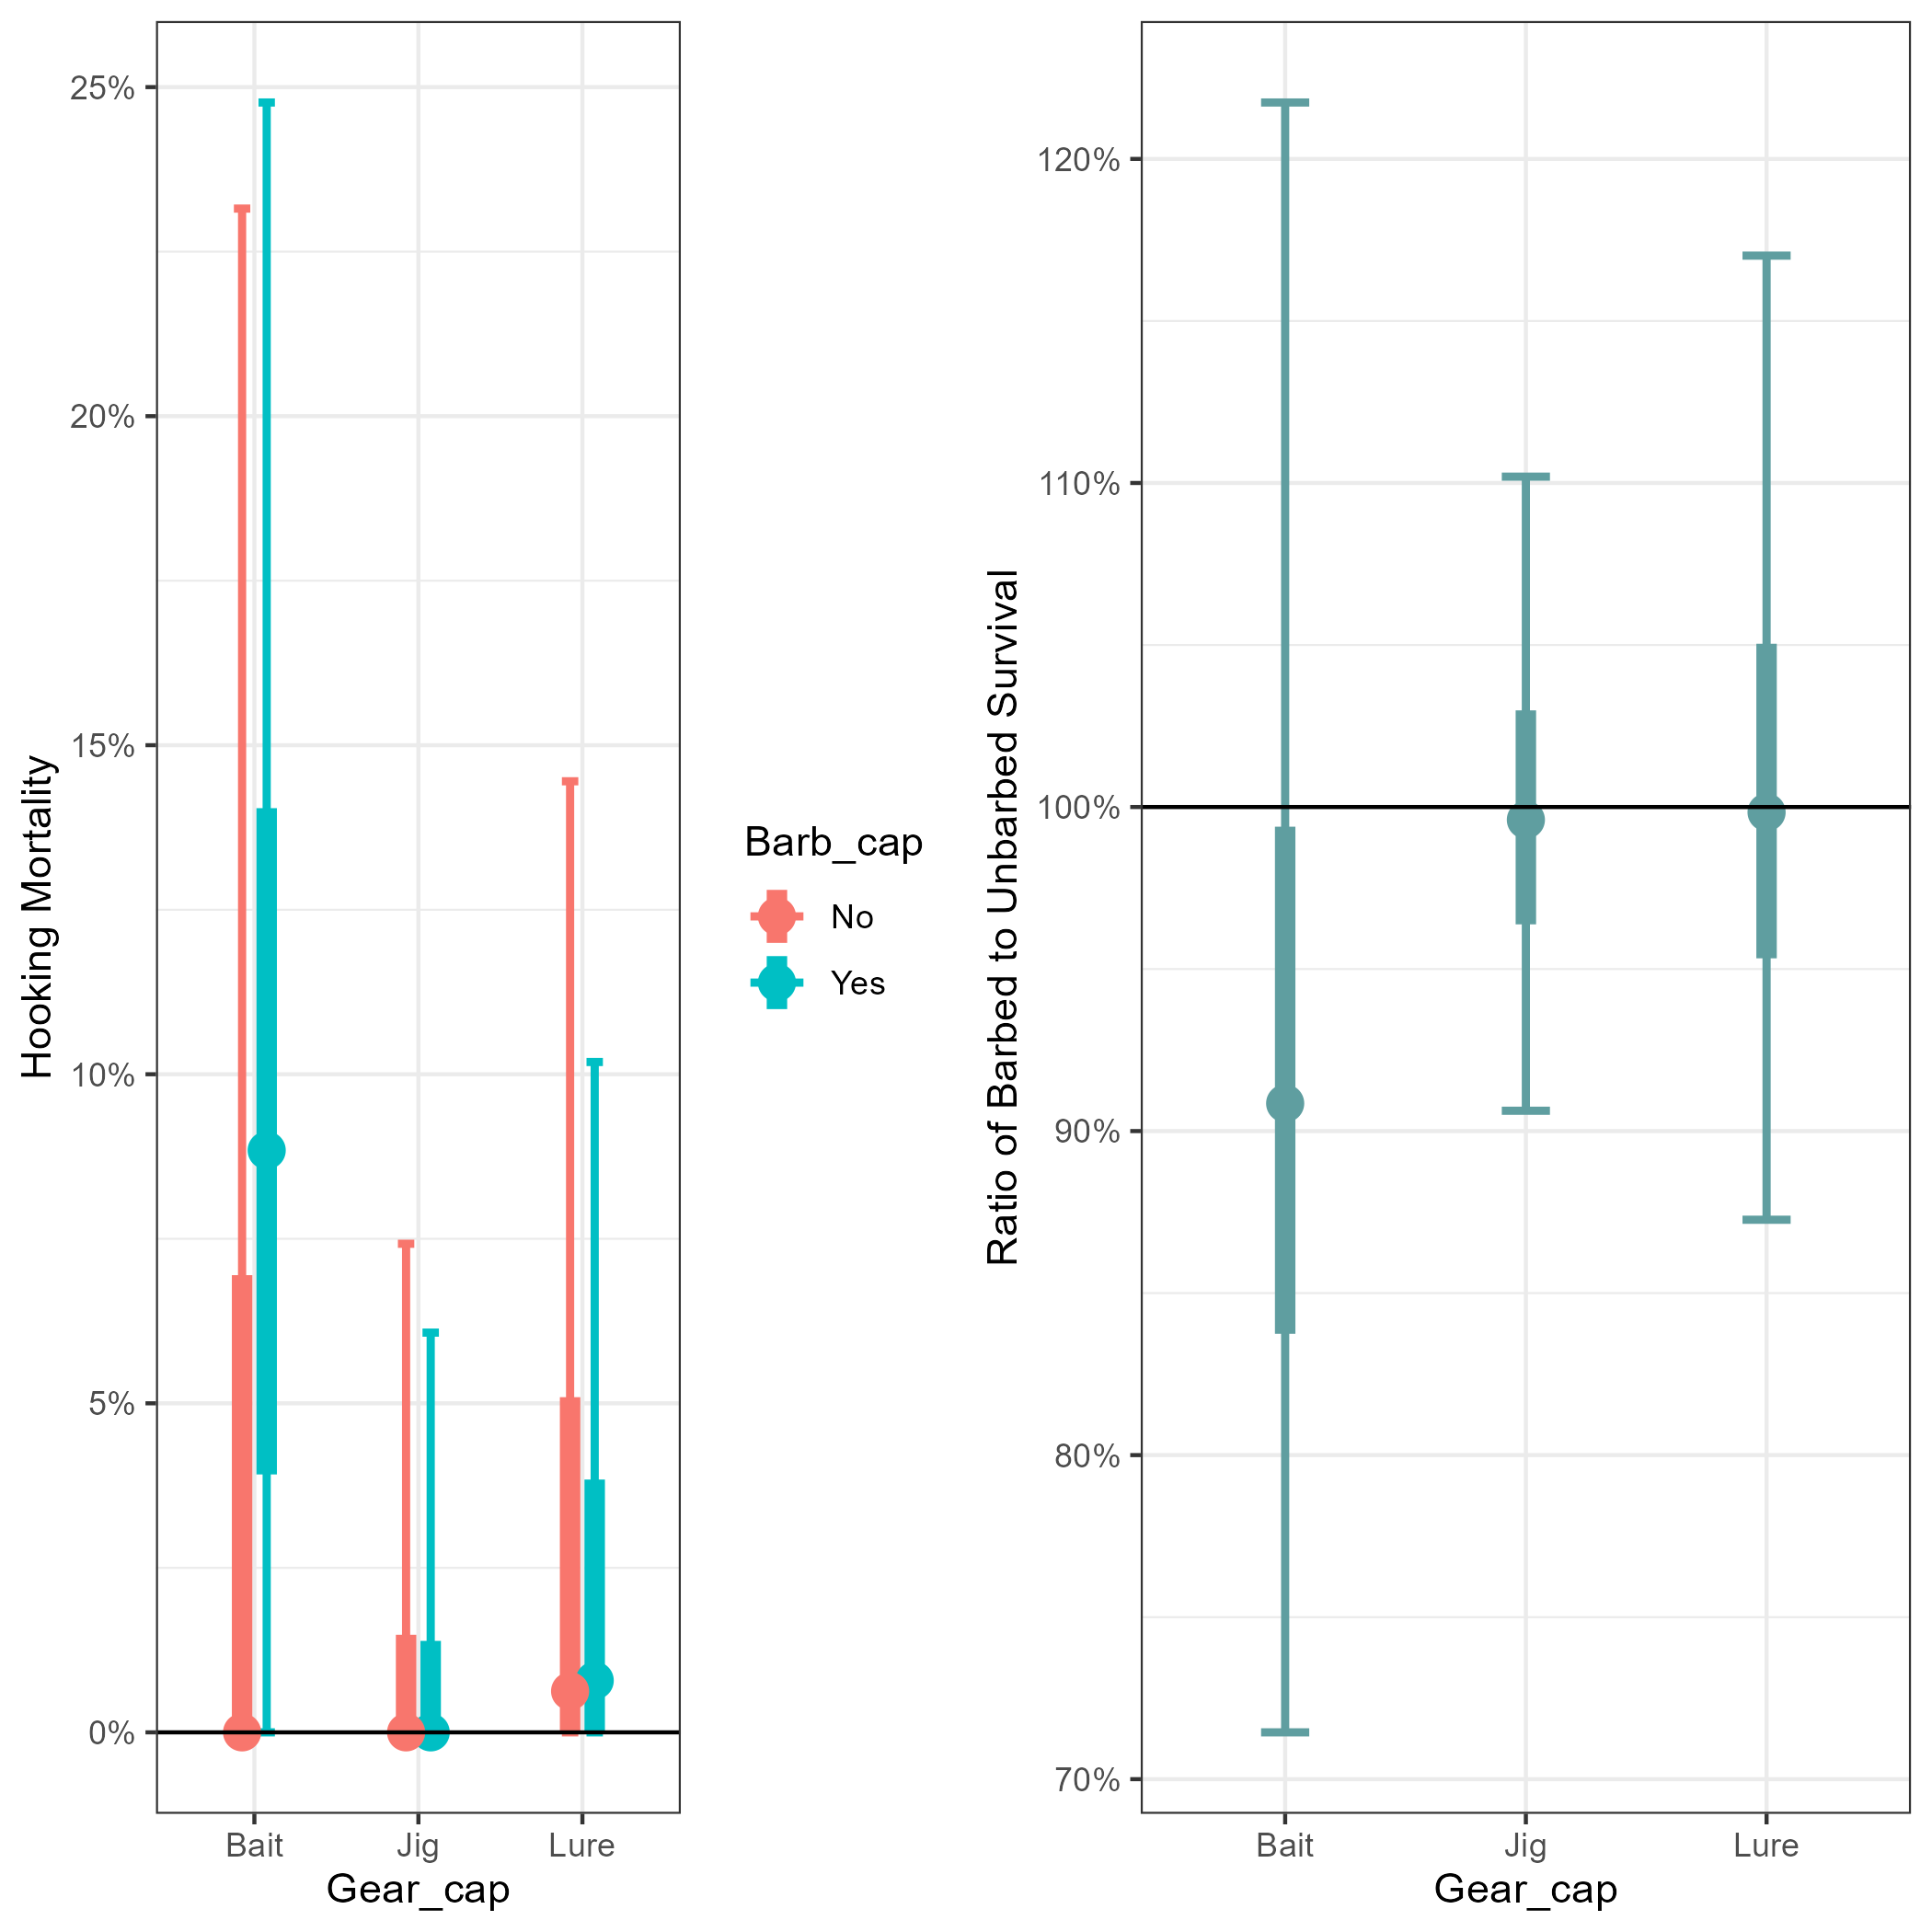 Hooking Mortality
25%
20%
15%
10%
5%
0%
Bait Jig Lure
Gear_cap
Barb_cap
No
Yes
Ratio of Barbed to Unbarbed Survival
120%
110%
100%
90%
80%
70%
Bait Jig Lure
Gear_cap